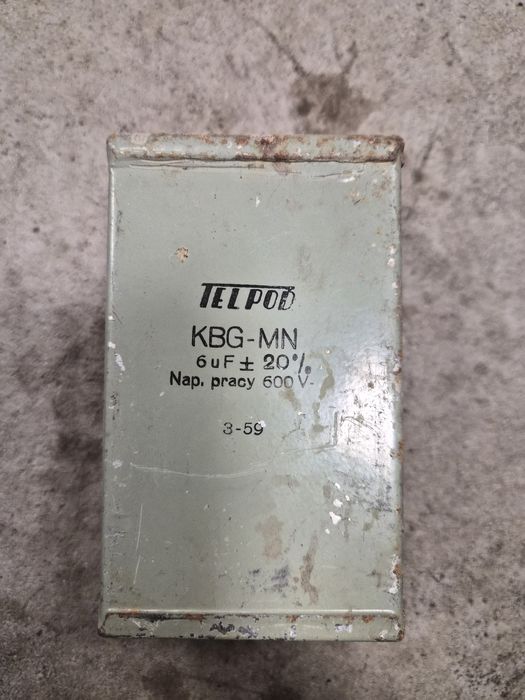 TELPOD
KBG-MN
6uF ± 20%
Nap. pracy 600V-
3-59